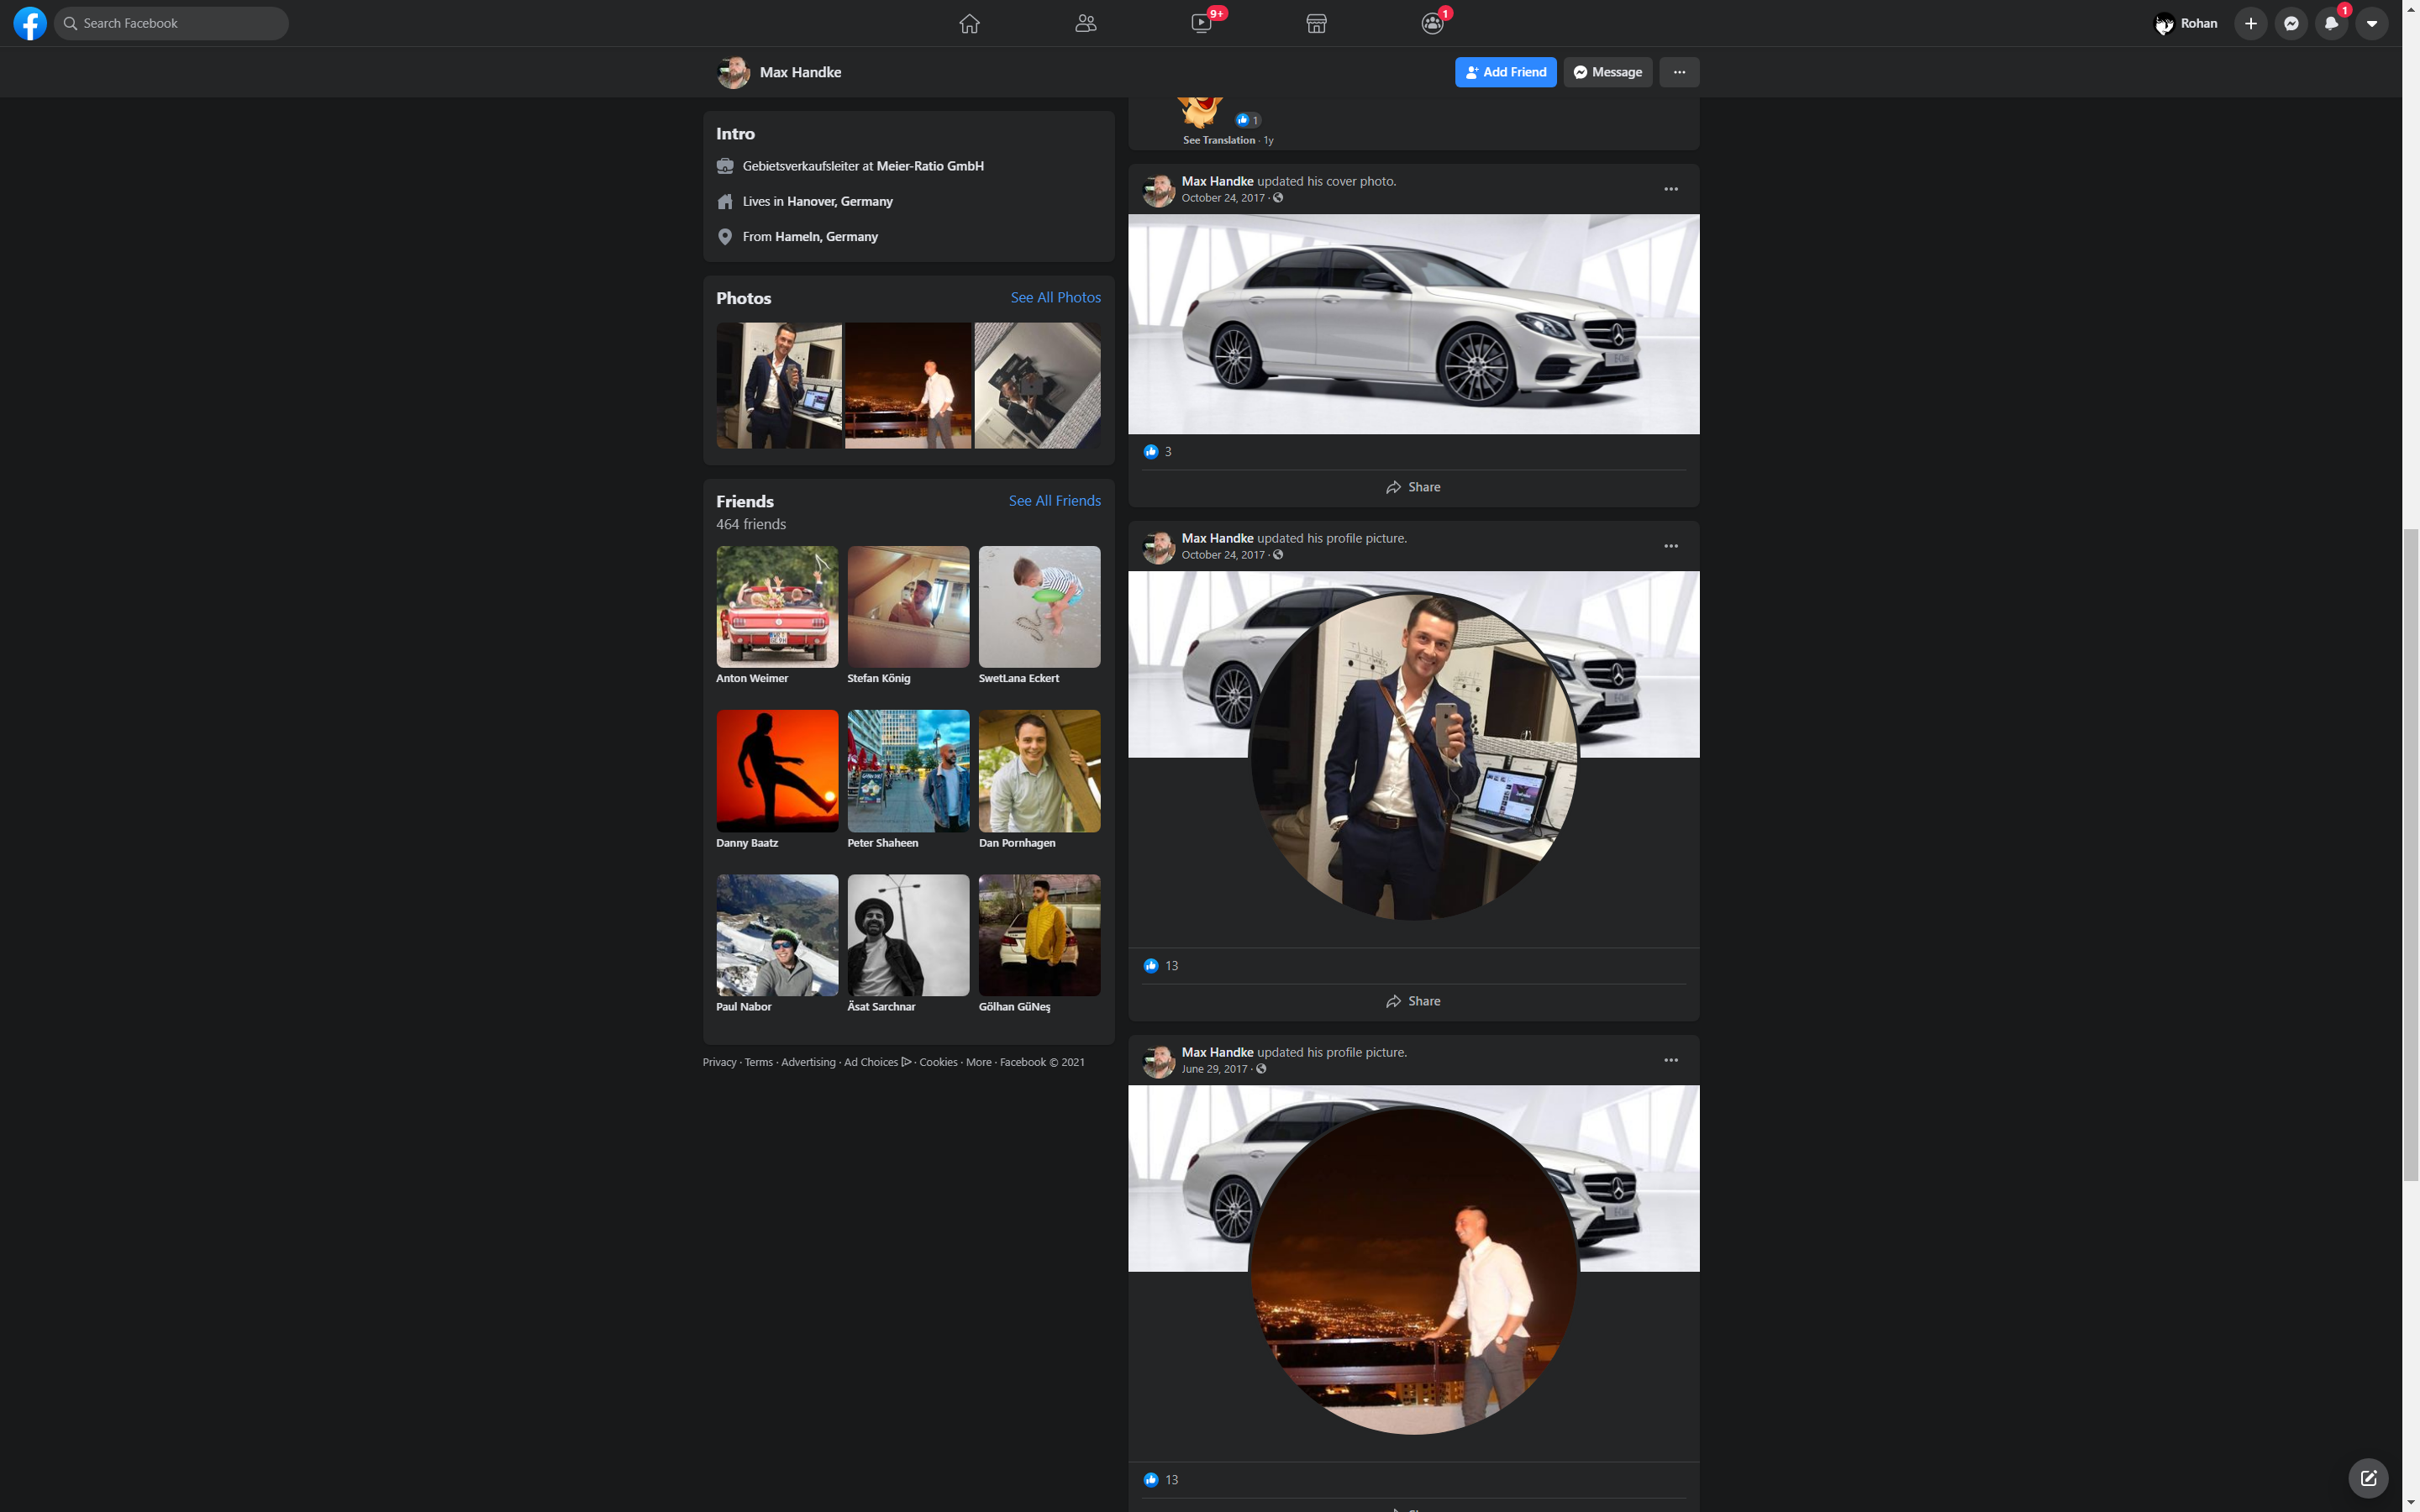 Search Facebook
9+
1
Rohan
1
Max Handke
Add Friend
Message
Intro
Gebietsverkaufsleiter at Meier-Ratio GmbH
Lives in Hanover, Germany
From Hameln, Germany
Photos
See All Photos
Friends
See All Friends
464 friends
Anton Weimer
Stefan König
SwetLana Eckert
Danny Baatz
Peter Shaheen
Dan Pornhagen
Paul Nabor
Äsat Sarchnar
Gölhan GüNeş
Privacy · Terms · Advertising · Ad Choices · Cookies · More · Facebook © 2021
1
See Translation · 1y
Max Handke updated his cover photo.
October 24, 2017 ·
3
Share
Max Handke updated his profile picture.
October 24, 2017 ·
13
Share
Max Handke updated his profile picture.
June 29, 2017 ·
13